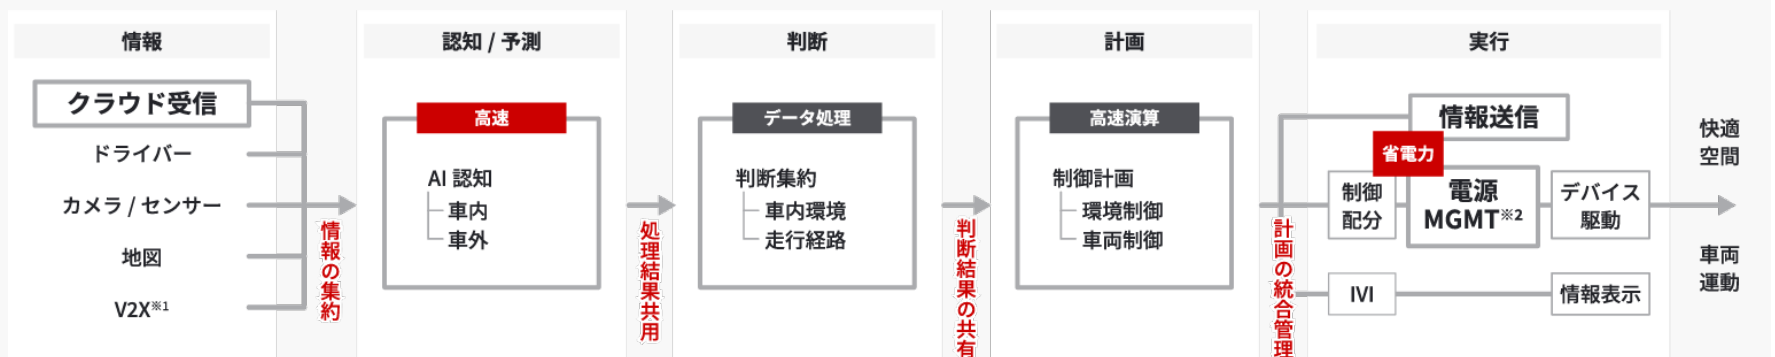 情報
クラウド受信
ドライバー
カメラ / センサー
地図
V2X※1
情報の集約
認知 / 予測
高速
AI 認知
車内
車外
処理結果共用
判断
データ処理
判断集約
車内環境
走行経路
判断結果の共有
計画
高速演算
制御計画
環境制御
車両制御
計画の統合管理
実行
情報送信
省電力
制御
配分
電源
MGMT※2
デバイス
駆動
IVI
情報表示
快適
空間
車両
運動